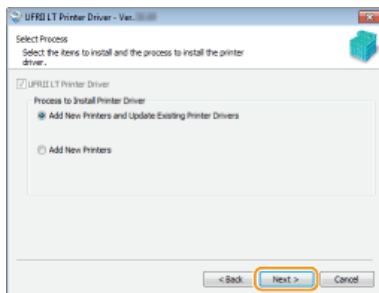 UFRII LT Printer Driver - Ver.
Select Process
Select the items to install and the process to install the printer
driver.
UFRII LT Printer Driver
Process to Install Printer Driver
Add New Printers and Update Existing Printer Drivers
Add New Printers
< Back Next > Cancel